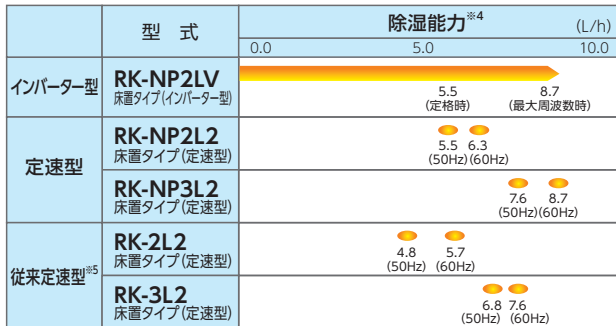 型　式
除湿能力※4
(L/h)
0.0 5.0 10.0
インバーター型
RK-NP2LV
床置タイプ(インバーター型)
5.5 8.7
(定格時) (最大周波数時)
定速型
RK-NP2L2
床置タイプ(定速型)
5.5 6.3
(50Hz) (60Hz)
RK-NP3L2
床置タイプ(定速型)
7.6 8.7
(50Hz) (60Hz)
従来定速型※5
RK-2L2
床置タイプ(定速型)
4.8 5.7
(50Hz) (60Hz)
RK-3L2
床置タイプ(定速型)
6.8 7.6
(50Hz) (60Hz)